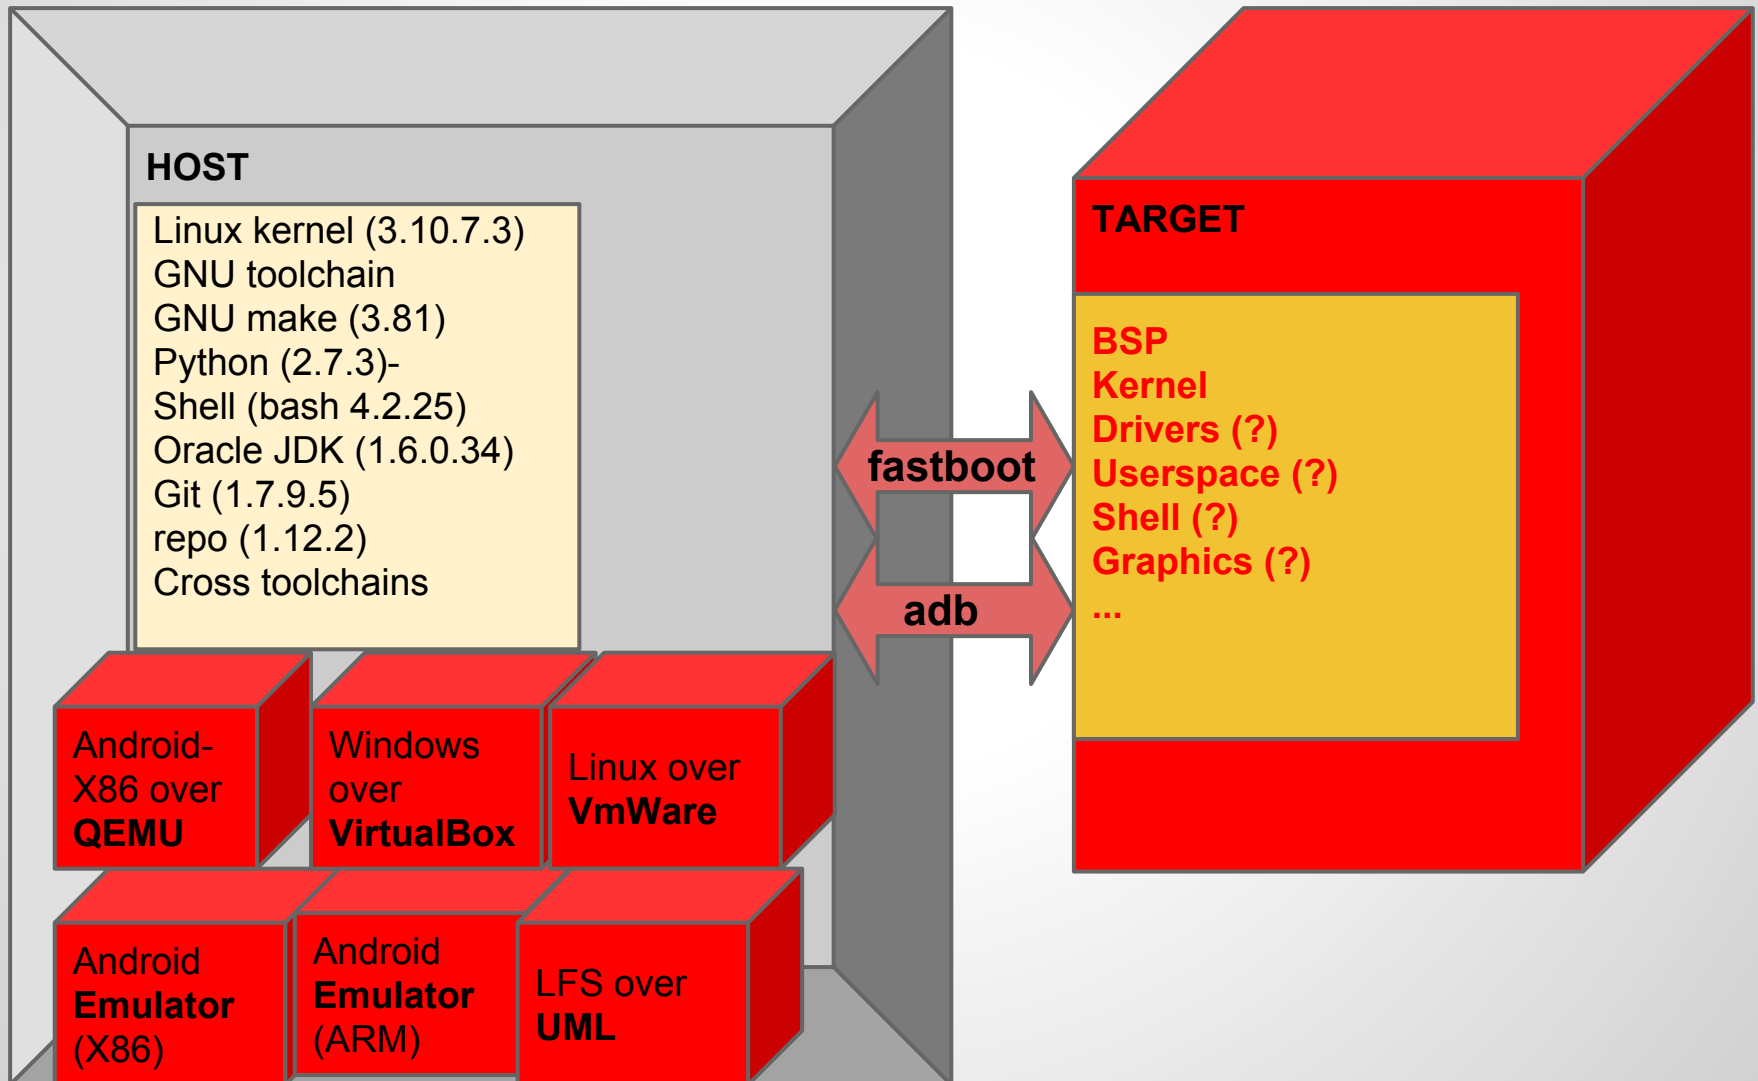 HOST
Linux kernel (3.10.7.3)
GNU toolchain
GNU make (3.81)
Python (2.7.3)-
Shell (bash 4.2.25)
Oracle JDK (1.6.0.34)
Git (1.7.9.5)
repo (1.12.2)
Cross toolchains
Android-
X86 over
QEMU
Windows
over
VirtualBox
Linux over
VmWare
Android
Emulator
(X86)
Android
Emulator
(ARM)
LFS over
UML
fastboot
adb
TARGET
BSP
Kernel
Drivers (?)
Userspace (?)
Shell (?)
Graphics (?)
...